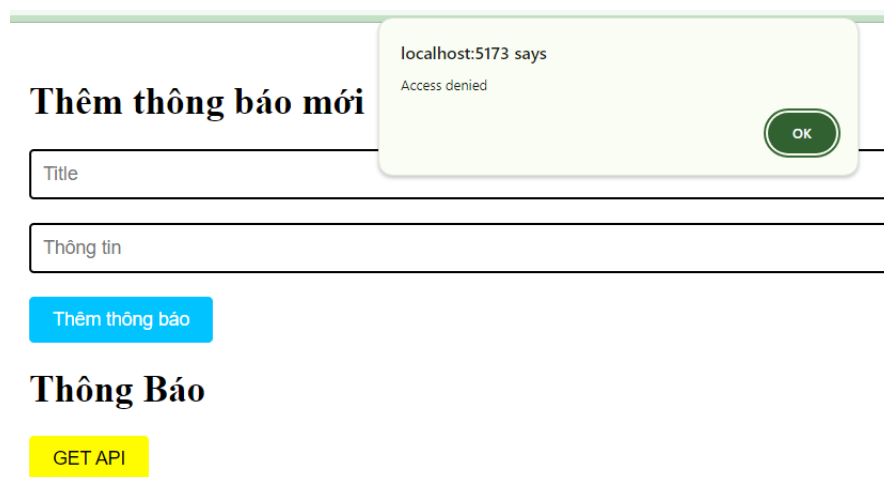 localhost:5173 says
Access denied
OK
Thêm thông báo mới
Title
Thông tin
Thêm thông báo
Thông Báo
GET API